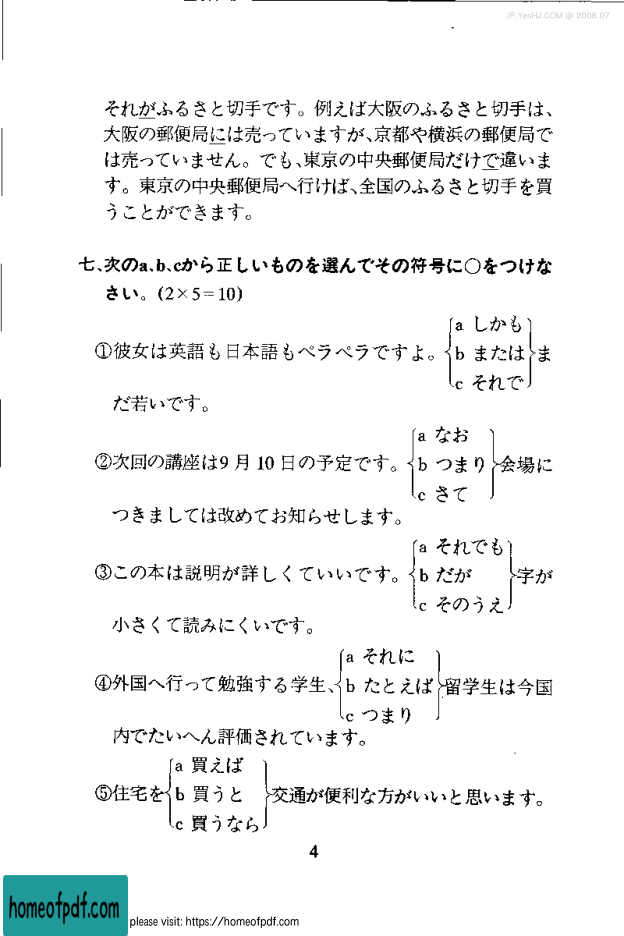 JP.YesHJ.COM @ 2008.07
それがふるさと切手です。例えば大阪のふるさと切手は、
大阪の郵便局には売っていますが、京都や横浜の郵便局で
は売っていません。でも、東京の中央郵便局だけで違いま
す。東京の中央郵便局へ行けば、全国のふるさと切手を買
うことができます。
七、次のa、b、cから正しいものを選んでその符号に○をつけな
さい。(2×5=10)
a しかも
①彼女は英語も日本語もペラペラですよ。b または ま
c それで
だ若いです。
a なお
②次回の講座は9月10日の予定です。b つまり 会場に
c さて
つきましては改めてお知らせします。
a それでも
③この本は説明が詳しくていいです。b だが 字が
c そのうえ
小さくて読みにくいです。
a それに
④外国へ行って勉強する学生、b たとえば 留学生は今国
c つまり
内でたいへん評価されています。
a 買えば
⑤住宅を b 買うと 交通が便利な方がいいと思います。
c 買うなら
4
homeofpdf.com
please visit: https://homeofpdf.com